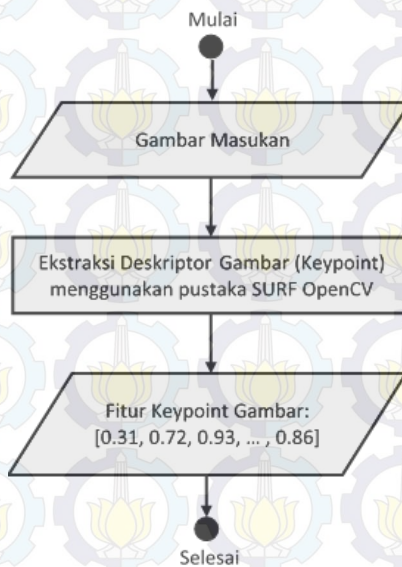 Mulai
Gambar Masukan
Ekstraksi Deskriptor Gambar (Keypoint)
menggunakan pustaka SURF OpenCV
Fitur Keypoint Gambar:
[0.31, 0.72, 0.93, ... , 0.86]
Selesai